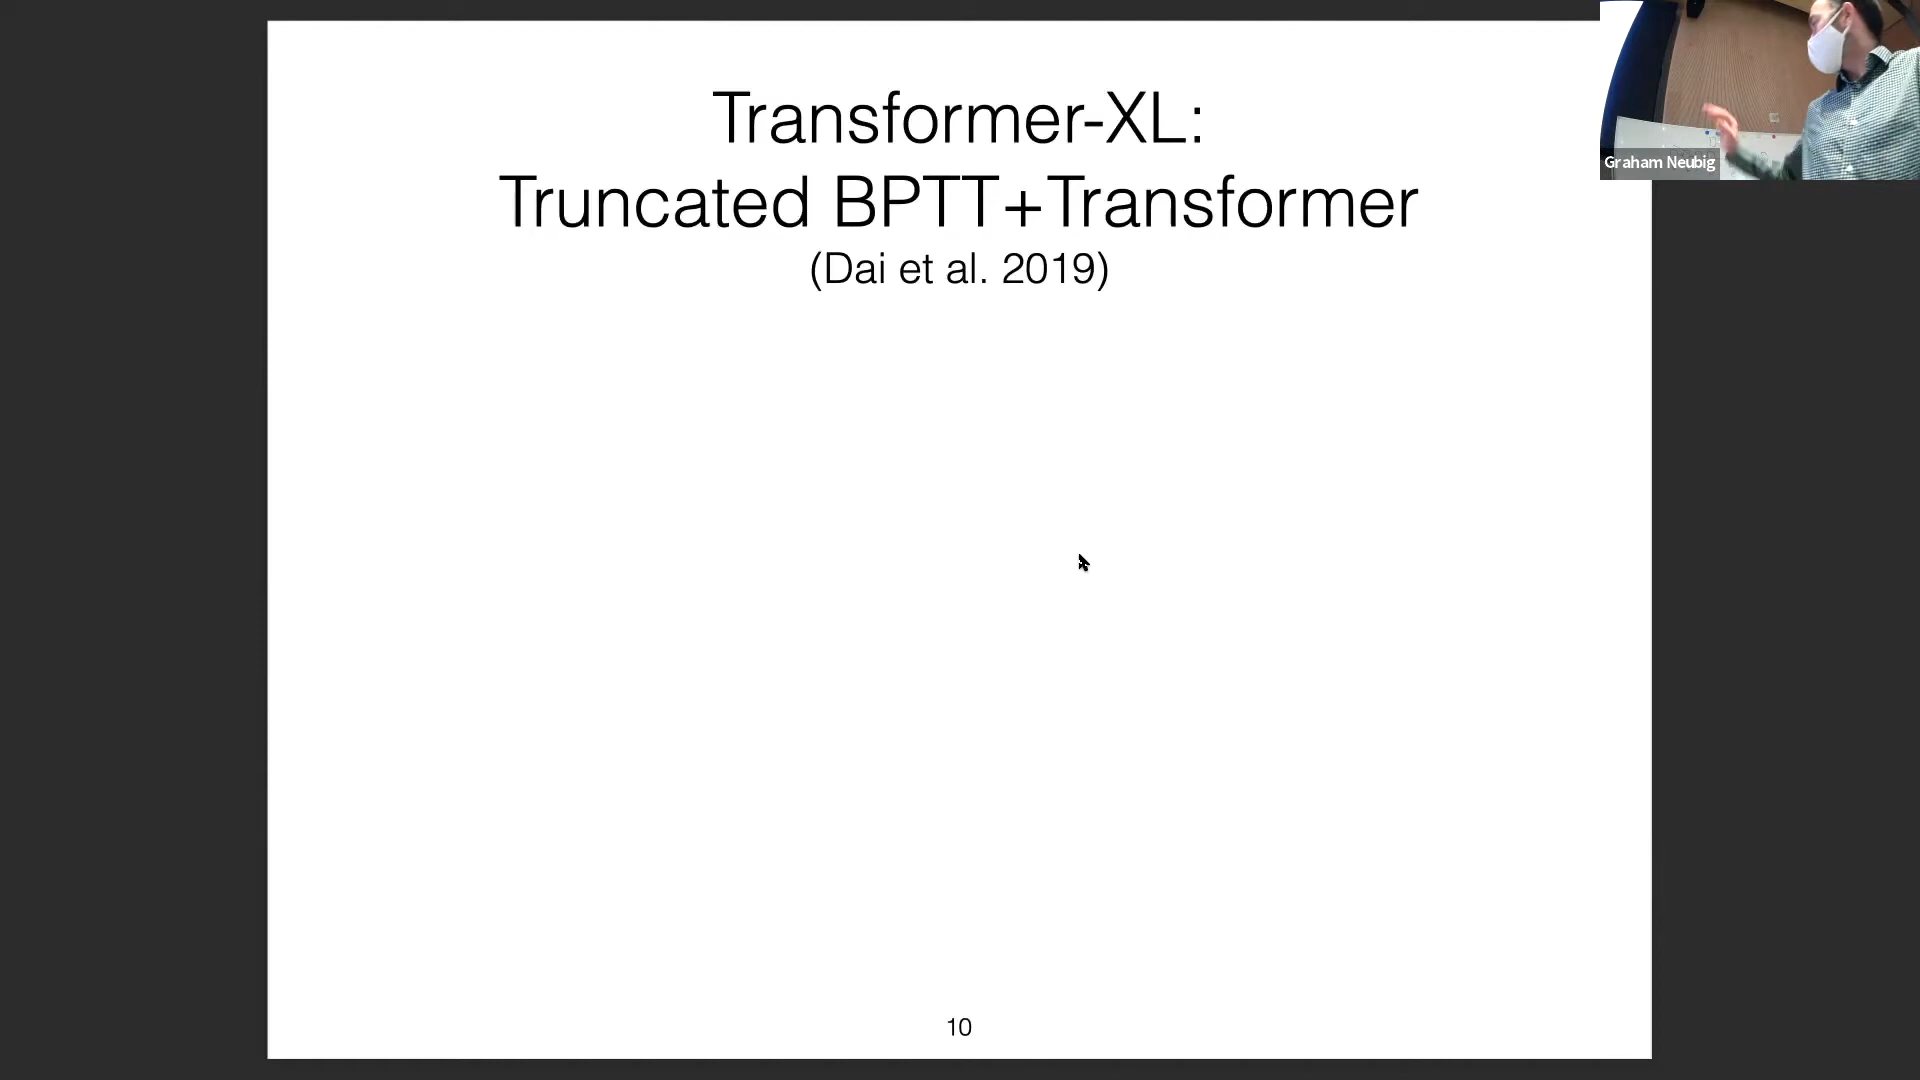 Transformer-XL:
Truncated BPTT+Transformer
(Dai et al. 2019)
Graham Neubig
10